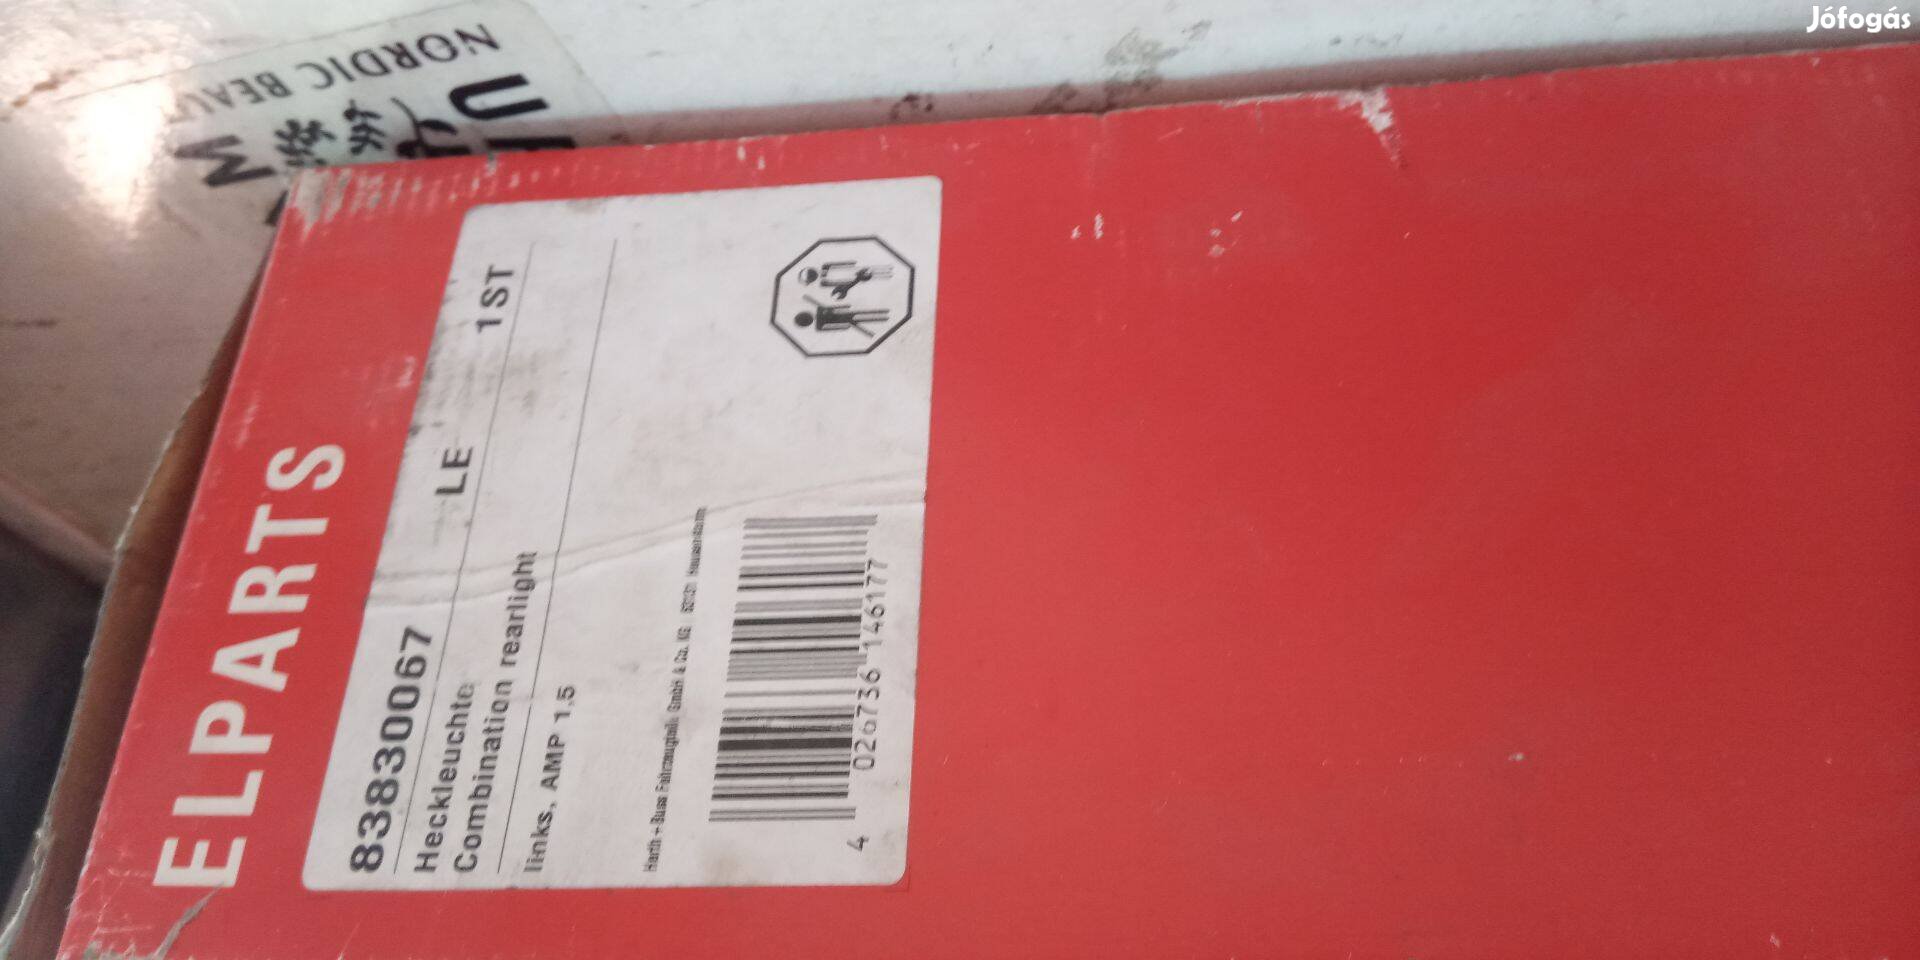 Jófogás
NORDIC BEAU
M
ELPARTS
83830067 LE 1ST
Heckleuchte
Combination rearlight
links, AMP 1.5
Herth+Buss Fahrzeugteile GmbH & Co. KG
4 026736 146177